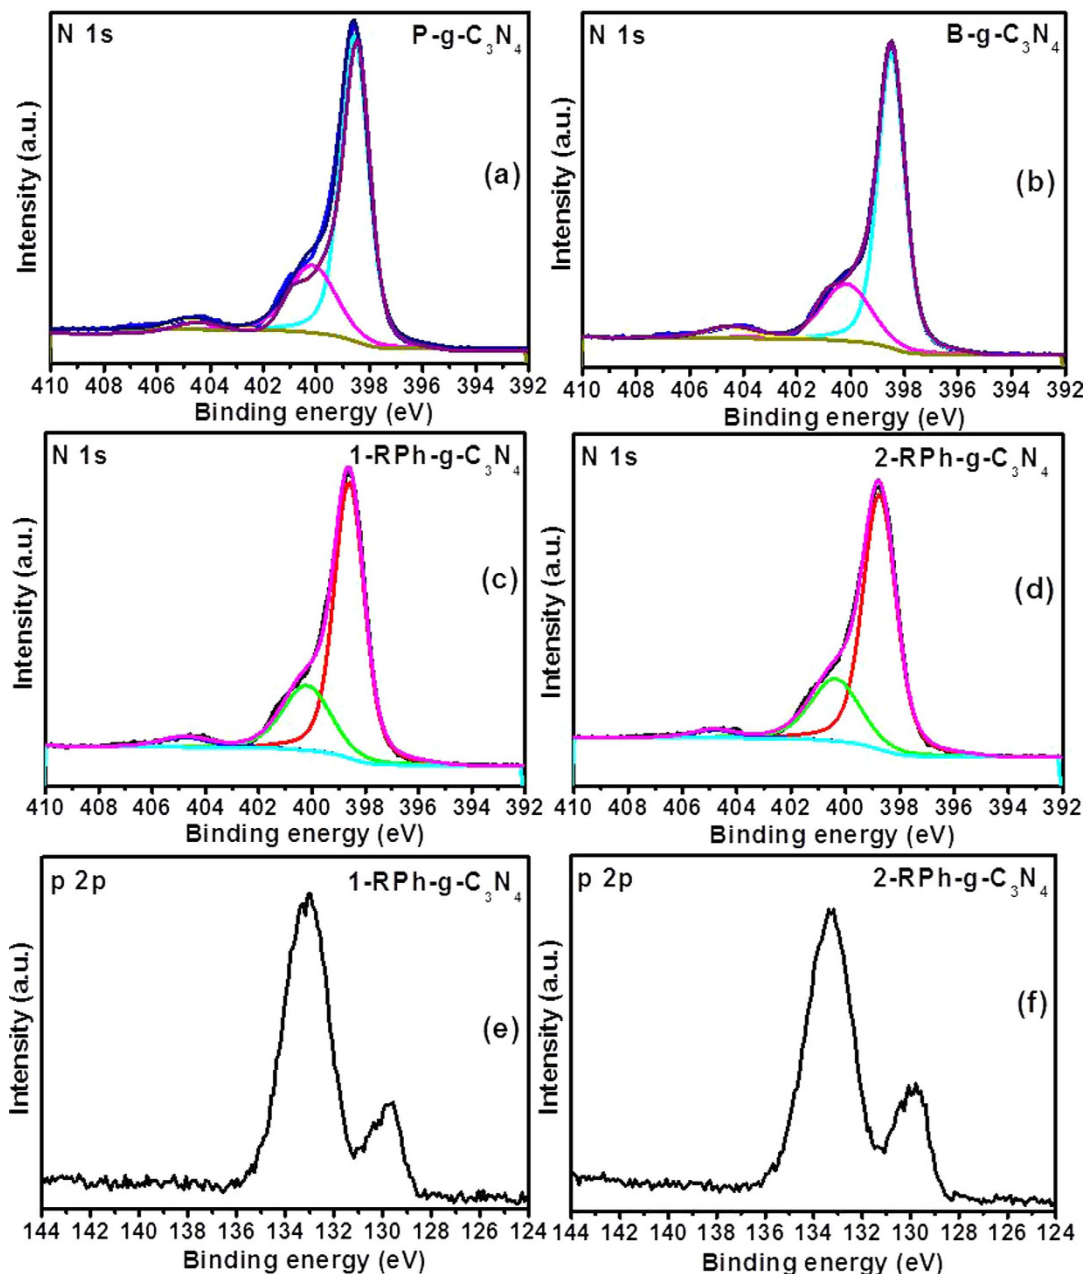 N 1s
P-g-C₃N₄
(a)
Intensity (a.u.)
410 408 406 404 402 400 398 396 394 392
Binding energy (eV)
N 1s
B-g-C₃N₄
(b)
Intensity (a.u.)
410 408 406 404 402 400 398 396 394 392
Binding energy (eV)
N 1s
1-RPh-g-C₃N₄
(c)
Intensity (a.u.)
410 408 406 404 402 400 398 396 394 392
Binding energy (eV)
N 1s
2-RPh-g-C₃N₄
(d)
Intensity (a.u.)
410 408 406 404 402 400 398 396 394 392
Binding energy (eV)
p 2p
1-RPh-g-C₃N₄
(e)
Intensity (a.u.)
144 142 140 138 136 134 132 130 128 126 124
Binding energy (eV)
p 2p
2-RPh-g-C₃N₄
(f)
Intensity (a.u.)
144 142 140 138 136 134 132 130 128 126 124
Binding energy (eV)